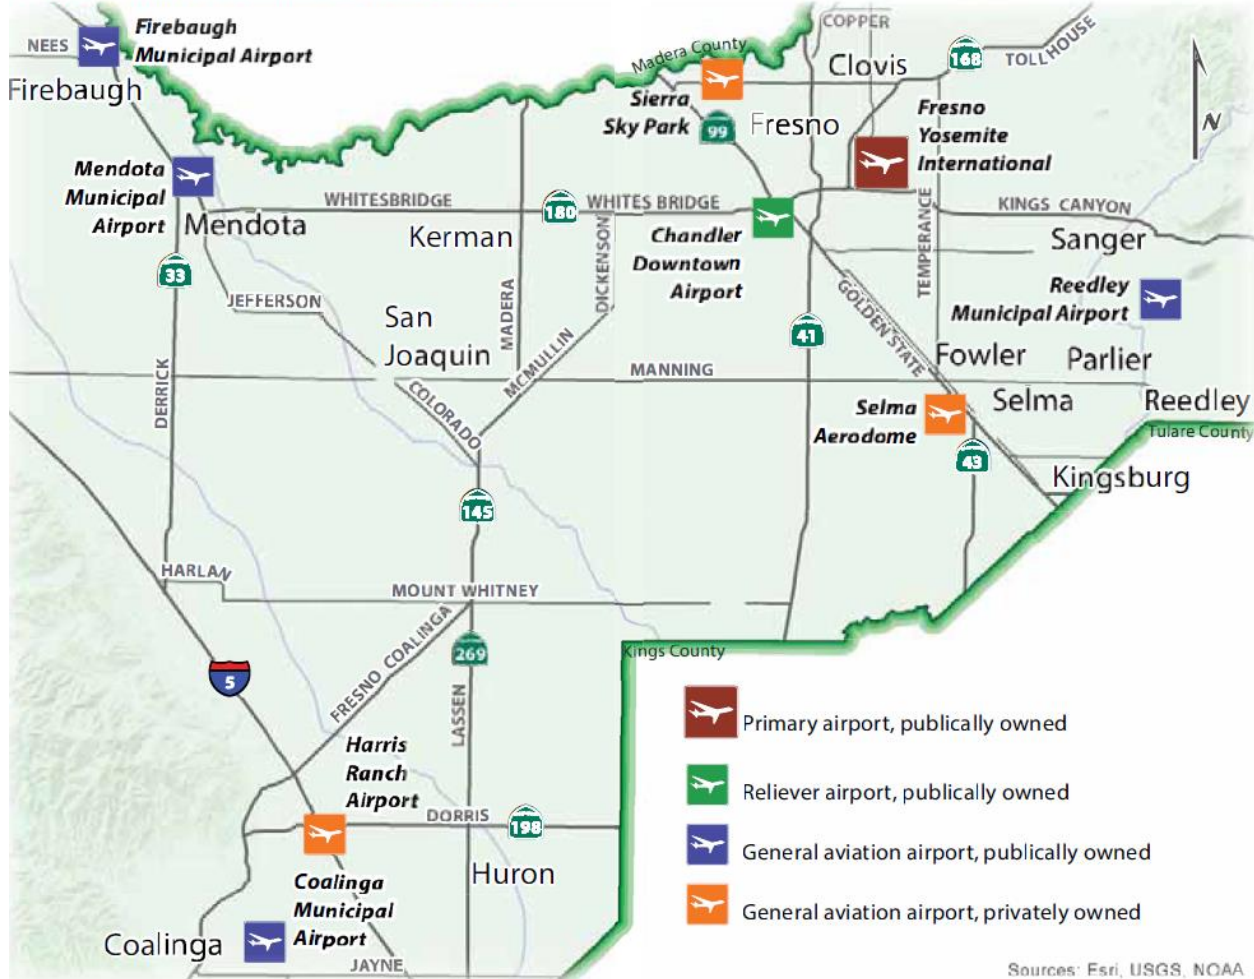 NEES
Firebaugh
Municipal Airport
Firebaugh
Mendota
Municipal
Airport
Mendota
33
JEFFERSON
DERRICK
WHITESBRIDGE
180
WHITES BRIDGE
Kerman
San
Joaquin
MADERA
DICKENSON
MCMULLIN
COLORADO
MANNING
145
Madera County
Sierra
Sky Park
99
Fresno
COPPER
Clovis
168
TOLLHOUSE
N
Fresno
Yosemite
International
Chandler
Downtown
Airport
TEMPERANCE
KINGS CANYON
Sanger
Reedley
Municipal Airport
GOLDEN STATE
41
Fowler
Parlier
Selma
Aerodome
Selma
Reedley
Tulare County
43
Kingsburg
HARLAN
MOUNT WHITNEY
FRESNO COALINGA
269
LASSEN
5
Kings County
Harris
Ranch
Airport
DORRIS
198
Huron
Coalinga
Municipal
Airport
Coalinga
JAYNE
Primary airport, publically owned
Reliever airport, publically owned
General aviation airport, publically owned
General aviation airport, privately owned
Sources: Esri, USGS, NOAA